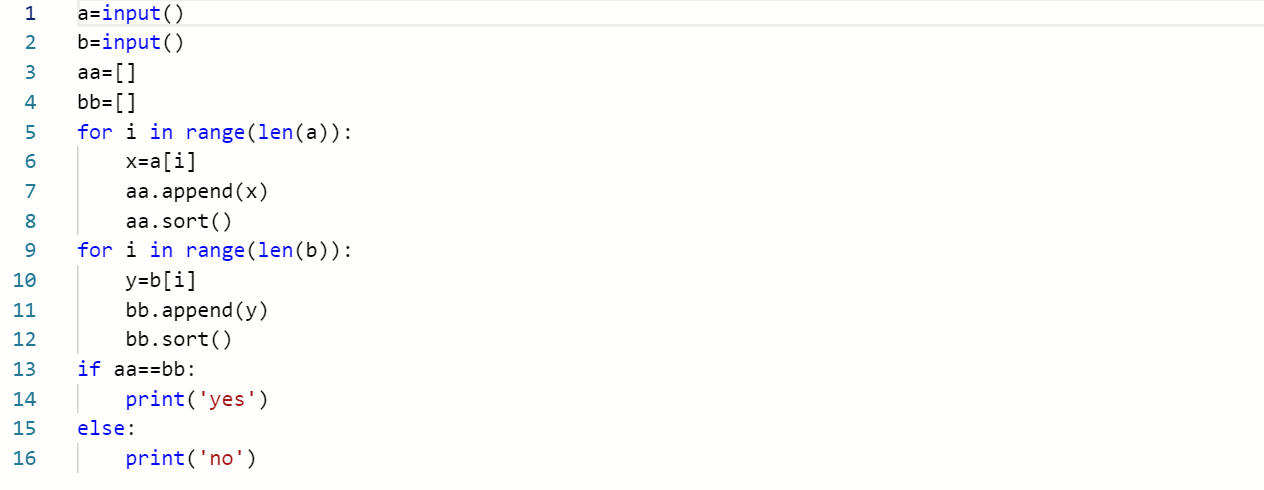 1 a=input()
2 b=input()
3 aa=[]
4 bb=[]
5 for i in range(len(a)):
6     x=a[i]
7     aa.append(x)
8     aa.sort()
9 for i in range(len(b)):
10     y=b[i]
11     bb.append(y)
12     bb.sort()
13 if aa==bb:
14     print('yes')
15 else:
16     print('no')